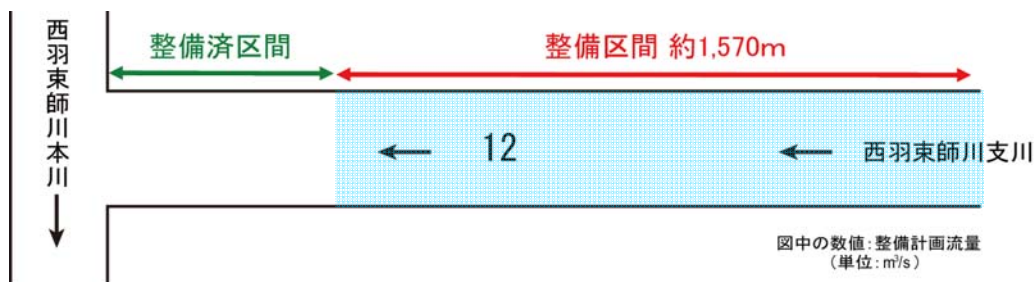 西羽束師川本川
整備済区間
整備区間 約1,570m
12
西羽束師川支川
図中の数値：整備計画流量
（単位：m³/s）